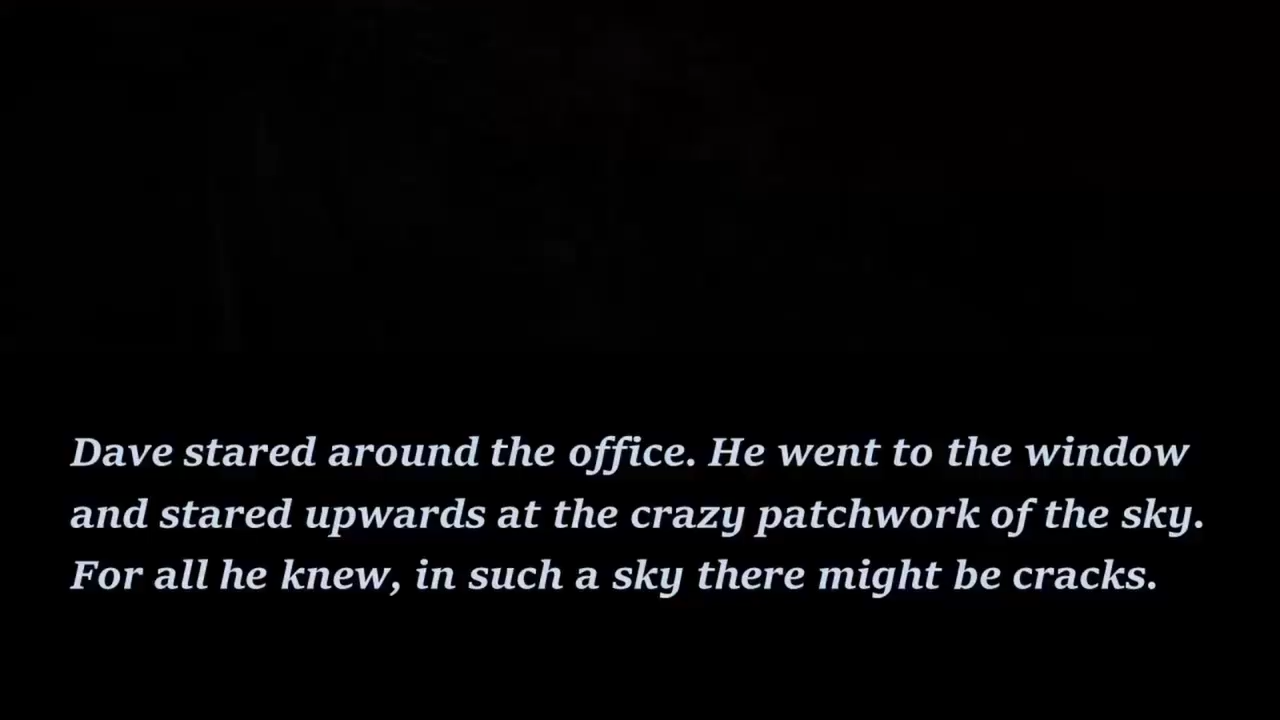 Dave stared around the office. He went to the window
and stared upwards at the crazy patchwork of the sky.
For all he knew, in such a sky there might be cracks.